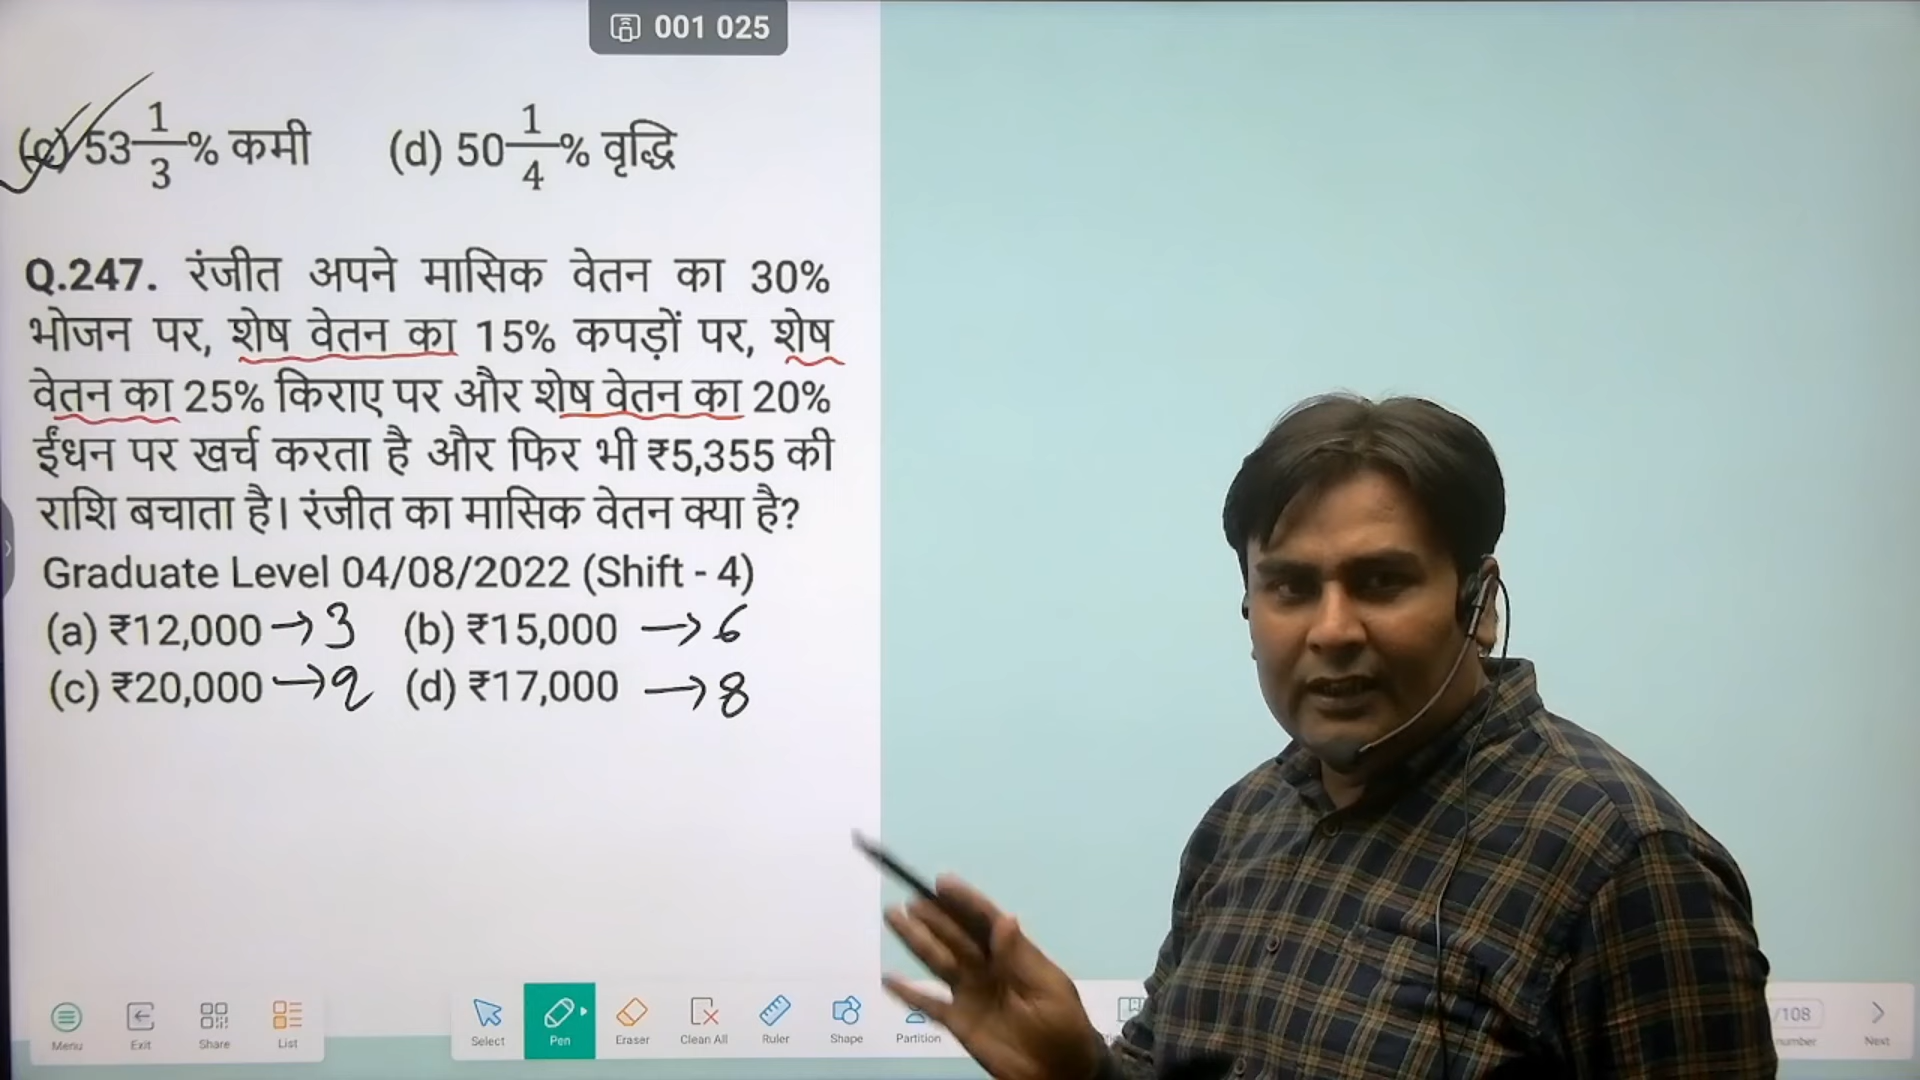 001 025
(c) 53 1/3 % कमी (d) 50 1/4 % वृद्धि
Q.247. रंजीत अपने मासिक वेतन का 30%
भोजन पर, शेष वेतन का 15% कपड़ों पर, शेष
वेतन का 25% किराए पर और शेष वेतन का 20%
ईंधन पर खर्च करता है और फिर भी ₹5,355 की
राशि बचाता है। रंजीत का मासिक वेतन क्या है?
Graduate Level 04/08/2022 (Shift - 4)
(a) ₹12,000 → 3 (b) ₹15,000 → 6
(c) ₹20,000 → 2 (d) ₹17,000 → 8
Menu Exit Share List Select Pen Eraser Clean All Ruler Shape Partition Next
/108
number